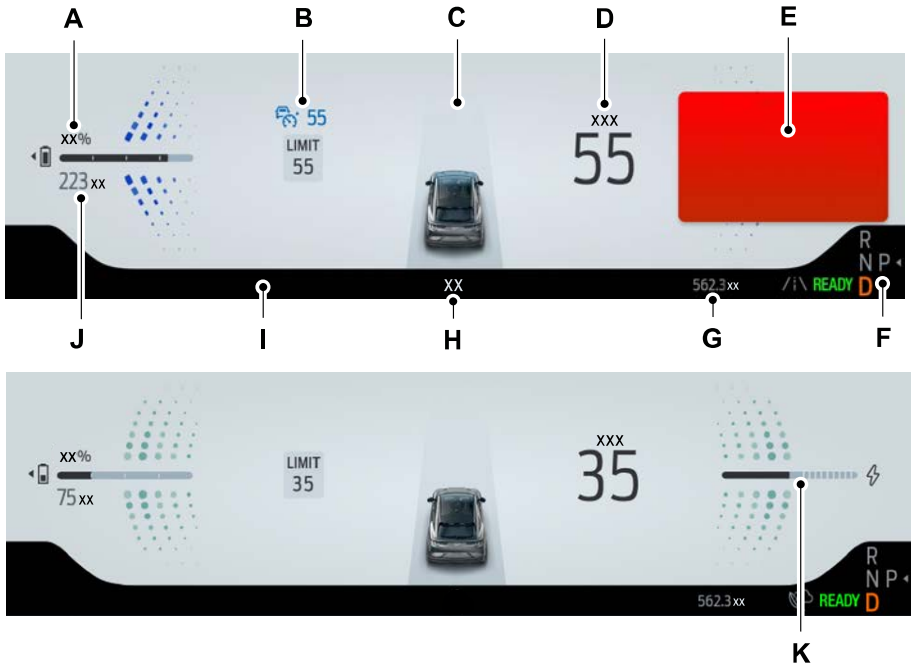 A B C D E
55
XXX
XX%
LIMIT
55
55
223 XX
R
N P
XX
562.3 XX
READY D
J I H G F
XXX
XX%
LIMIT
35
35
75 XX
R
N P
562.3 XX
READY D
K